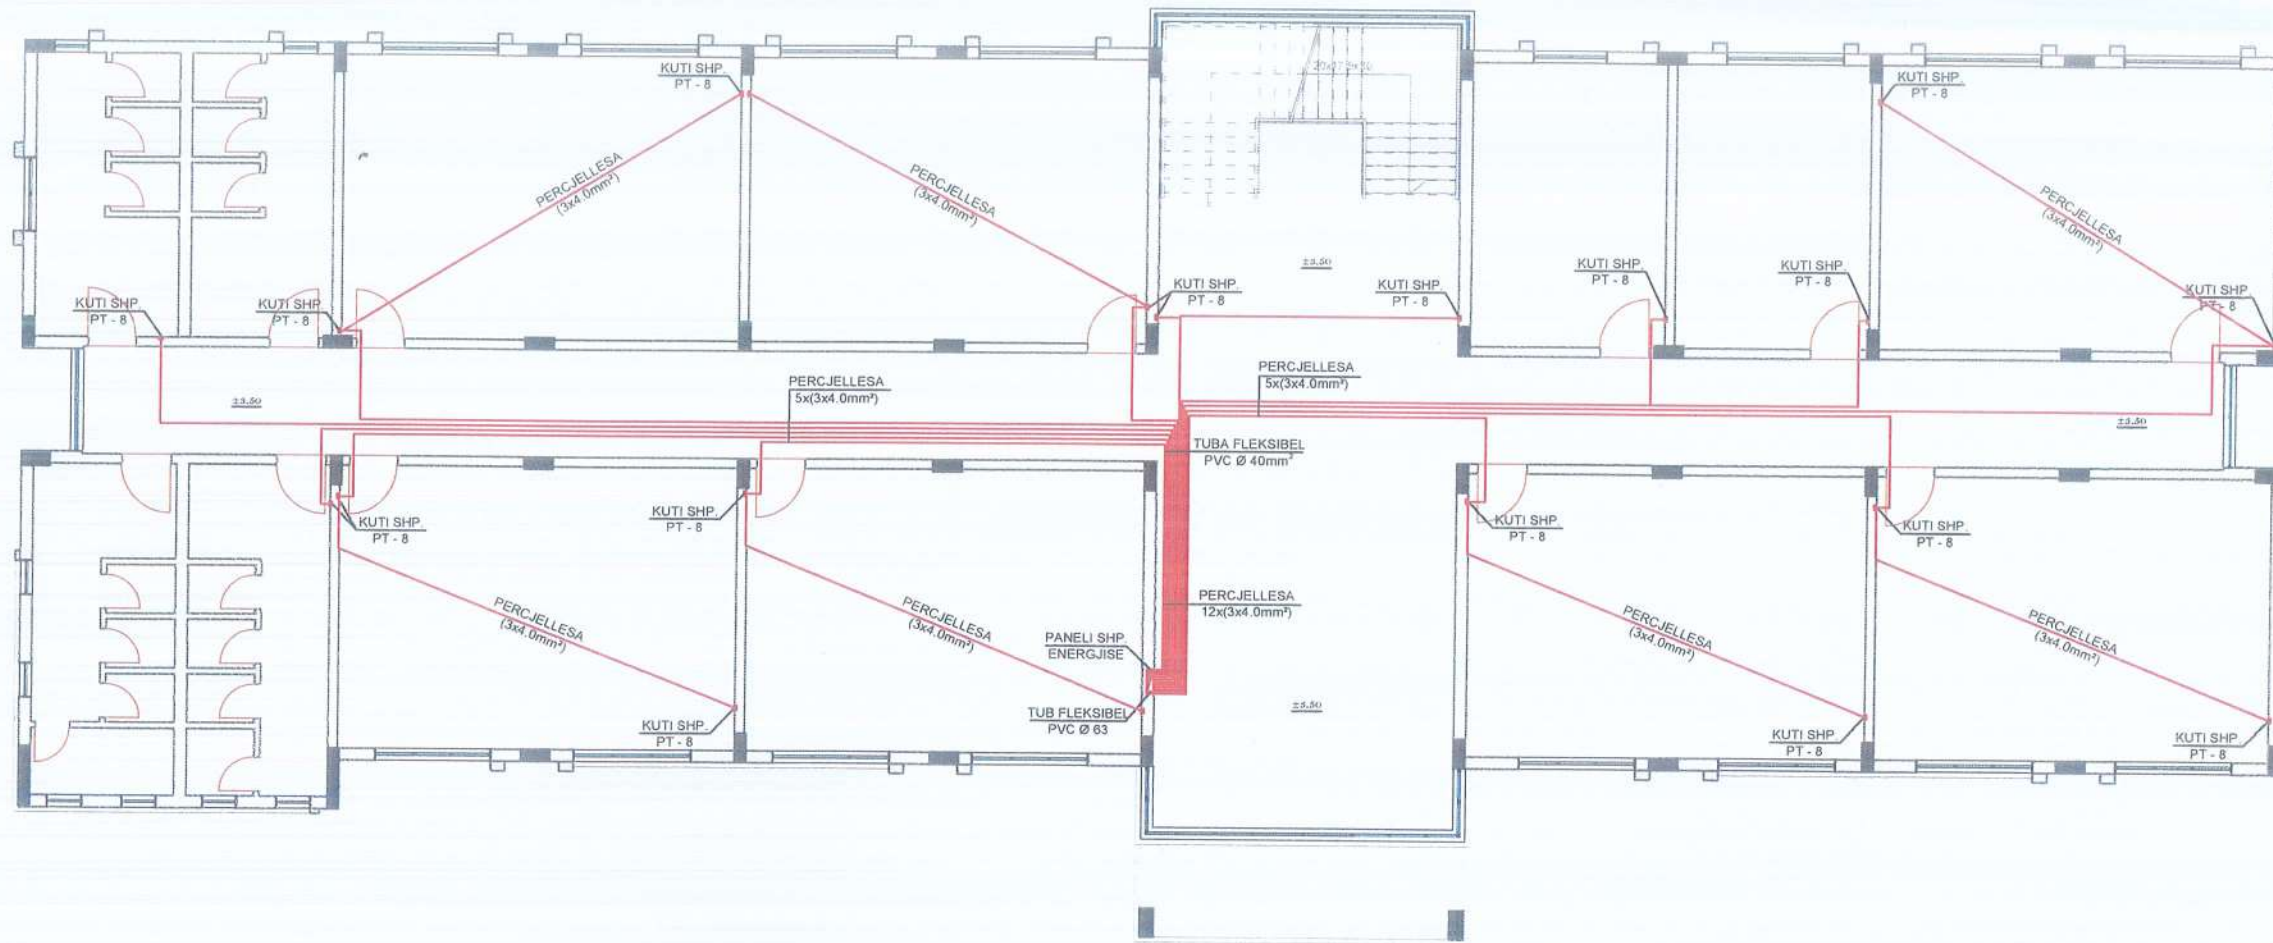 KUTI SHP.
PT - 8
KUTI SHP.
PT - 8
PERCJELLESA
(3x4.0mm²)
PERCJELLESA
(3x4.0mm²)
PERCJELLESA
(3x4.0mm²)
±3.50
KUTI SHP.
PT - 8
KUTI SHP.
PT - 8
KUTI SHP.
PT - 8
KUTI SHP.
PT - 8
KUTI SHP.
PT - 8
KUTI SHP.
PT - 8
KUTI SHP.
PT - 8
PERCJELLESA
5x(3x4.0mm²)
PERCJELLESA
5x(3x4.0mm²)
±3.50
±3.50
TUBA FLEKSIBEL
PVC Ø 40mm²
KUTI SHP.
PT - 8
KUTI SHP.
PT - 8
KUTI SHP.
PT - 8
KUTI SHP.
PT - 8
PERCJELLESA
(3x4.0mm²)
PERCJELLESA
(3x4.0mm²)
PERCJELLESA
12x(3x4.0mm²)
PERCJELLESA
(3x4.0mm²)
PERCJELLESA
(3x4.0mm²)
PANELI SHP.
ENERGJISE
TUB FLEKSIBEL
PVC Ø 63
±3.50
KUTI SHP.
PT - 8
KUTI SHP.
PT - 8
KUTI SHP.
PT - 8